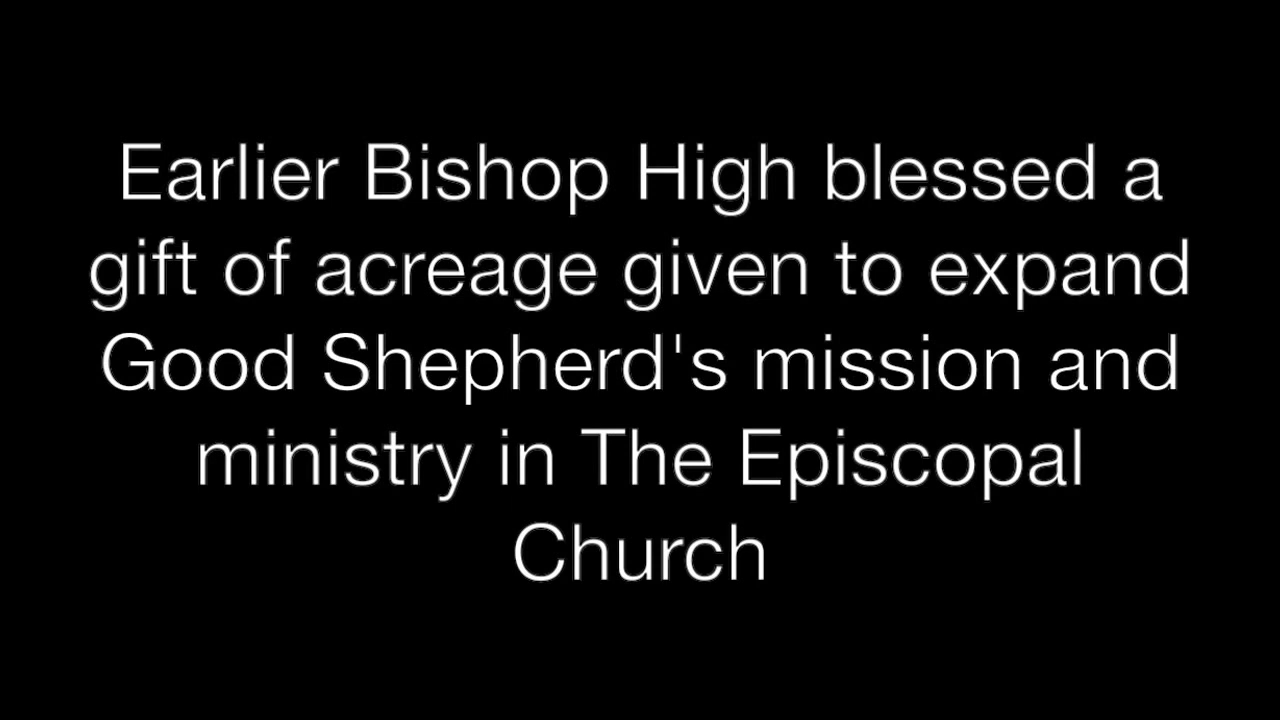 Earlier Bishop High blessed a
gift of acreage given to expand
Good Shepherd's mission and
ministry in The Episcopal
Church